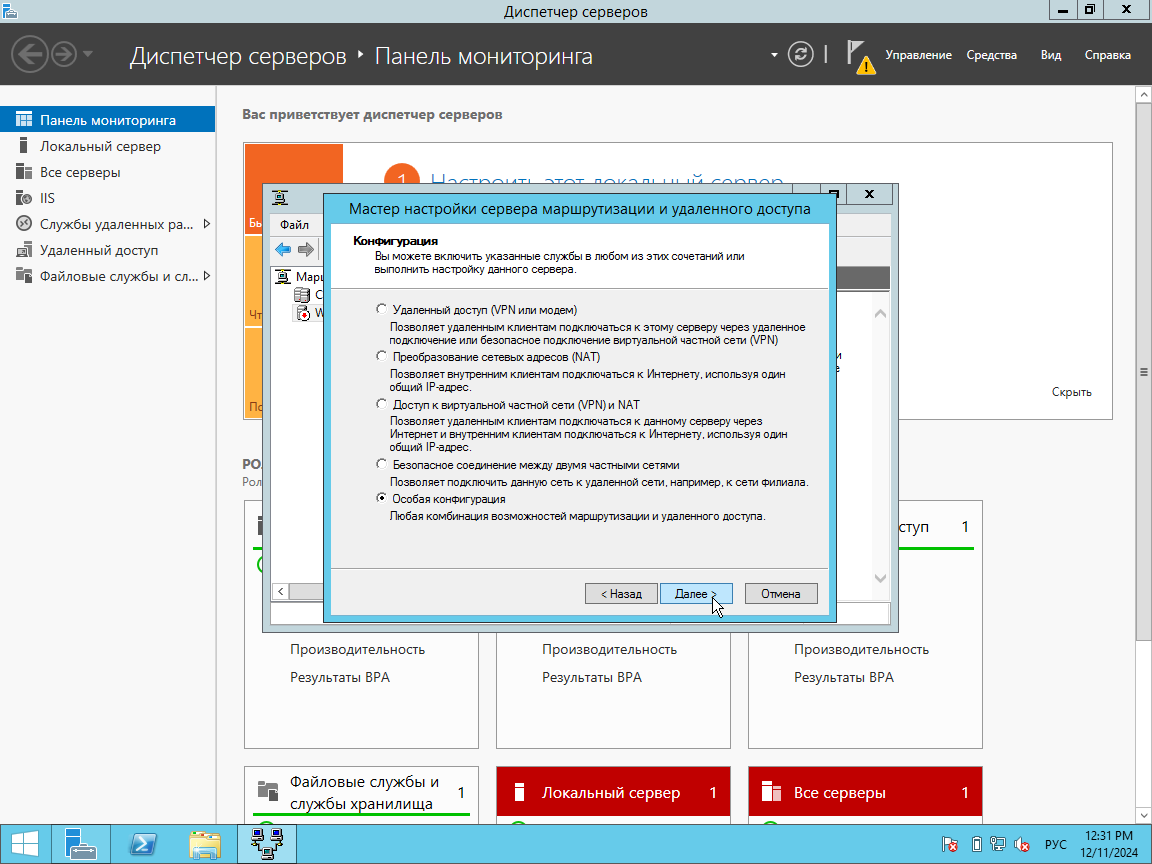 Диспетчер серверов
Диспетчер серверов
Панель мониторинга
Управление
Средства
Вид
Справка
Панель мониторинга
Локальный сервер
Все серверы
IIS
Службы удаленных ра...
Удаленный доступ
Файловые службы и сл...
Вас приветствует диспетчер серверов
1
Настроить этот локальный сервер
Скрыть
Файл
Мастер настройки сервера маршрутизации и удаленного доступа
Конфигурация
Вы можете включить указанные службы в любом из этих сочетаний или
выполнить настройку данного сервера.
Удаленный доступ (VPN или модем)
Позволяет удаленным клиентам подключаться к этому серверу через удаленное
подключение или безопасное подключение виртуальной частной сети (VPN)
Преобразование сетевых адресов (NAT)
Позволяет внутренним клиентам подключаться к Интернету, используя один
общий IP-адрес.
Доступ к виртуальной частной сети (VPN) и NAT
Позволяет удаленным клиентам подключаться к данному серверу через
Интернет и внутренним клиентам подключаться к Интернету, используя один
общий IP-адрес.
Безопасное соединение между двумя частными сетями
Позволяет подключить данную сеть к удаленной сети, например, к сети филиала.
Особая конфигурация
Любая комбинация возможностей маршрутизации и удаленного доступа.
< Назад
Далее >
Отмена
1
Производительность
Результаты BPA
Производительность
Результаты BPA
Производительность
Результаты BPA
Файловые службы и
службы хранилища
1
Локальный сервер 1
Все серверы 1
РУС
12:31 PM
12/11/2024